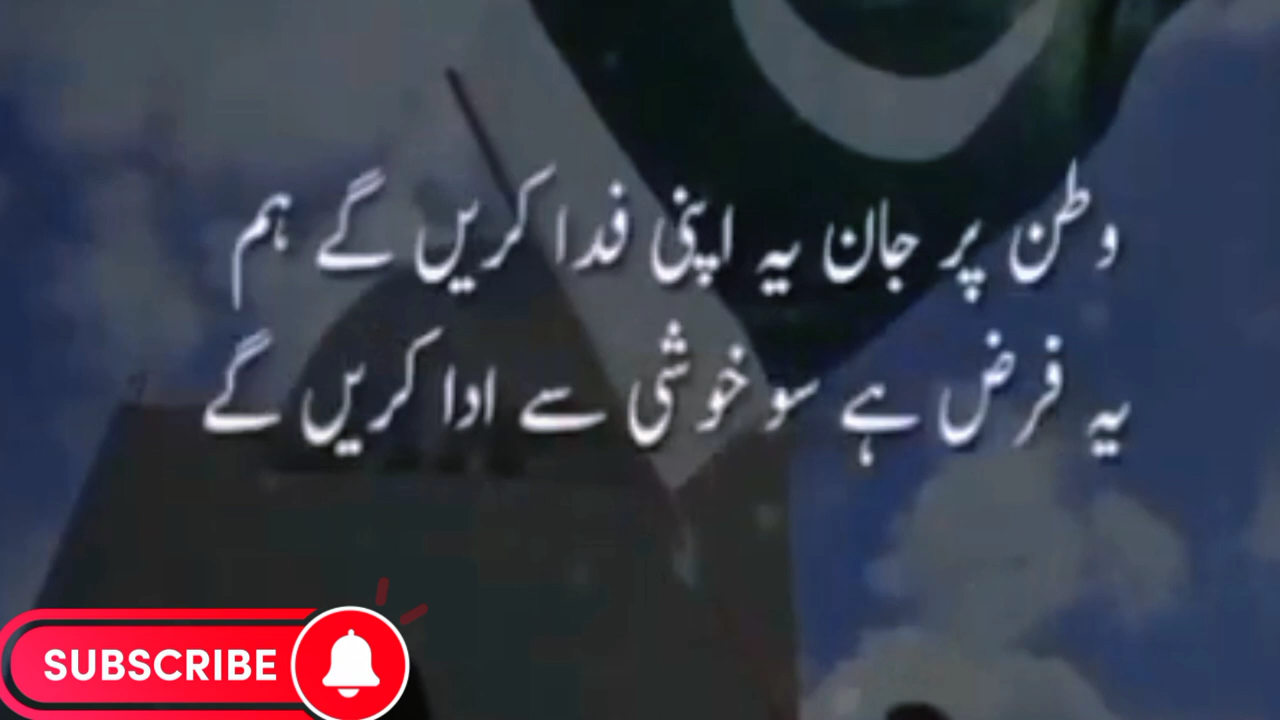 وطن پر جان یہ اپنی فدا کریں گے ہم
یہ فرض ہے سو خوشی سے ادا کریں گے
SUBSCRIBE